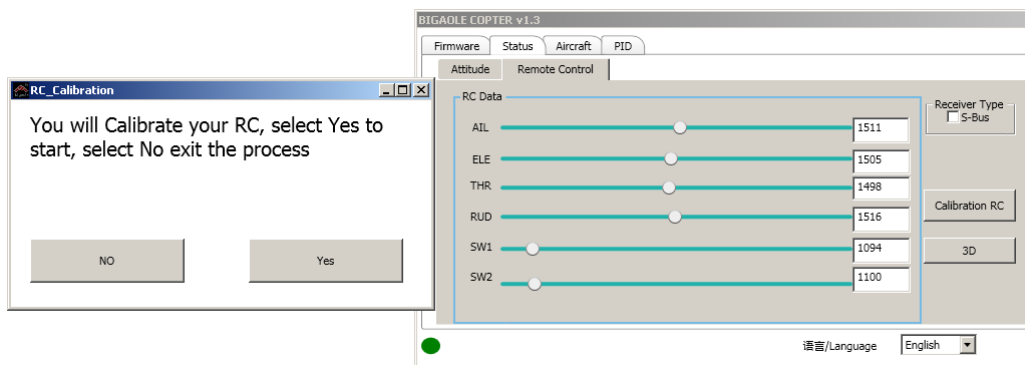 BIGAOLE COPTER v1.3
Firmware Status Aircraft PID
Attitude Remote Control
RC_Calibration
You will Calibrate your RC, select Yes to
start, select No exit the process
NO Yes
RC Data
AIL 1511
ELE 1505
THR 1498
RUD 1516
SW1 1094
SW2 1100
Receiver Type
S-Bus
Calibration RC
3D
语言/Language English